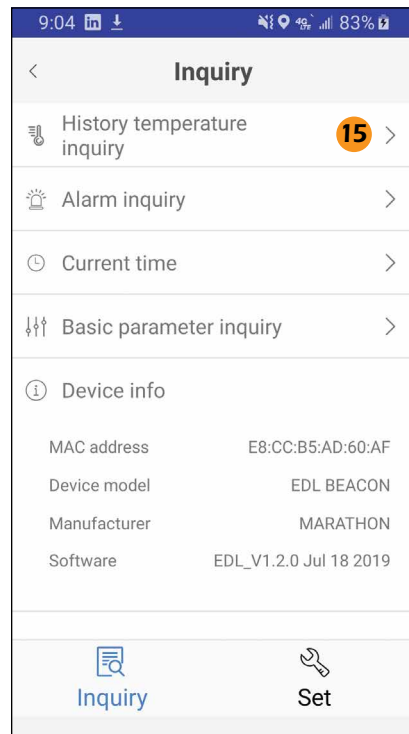 9:04 in 83%
Inquiry
History temperature
inquiry
15
Alarm inquiry
Current time
Basic parameter inquiry
Device info
MAC address E8:CC:B5:AD:60:AF
Device model EDL BEACON
Manufacturer MARATHON
Software EDL_V1.2.0 Jul 18 2019
Inquiry Set